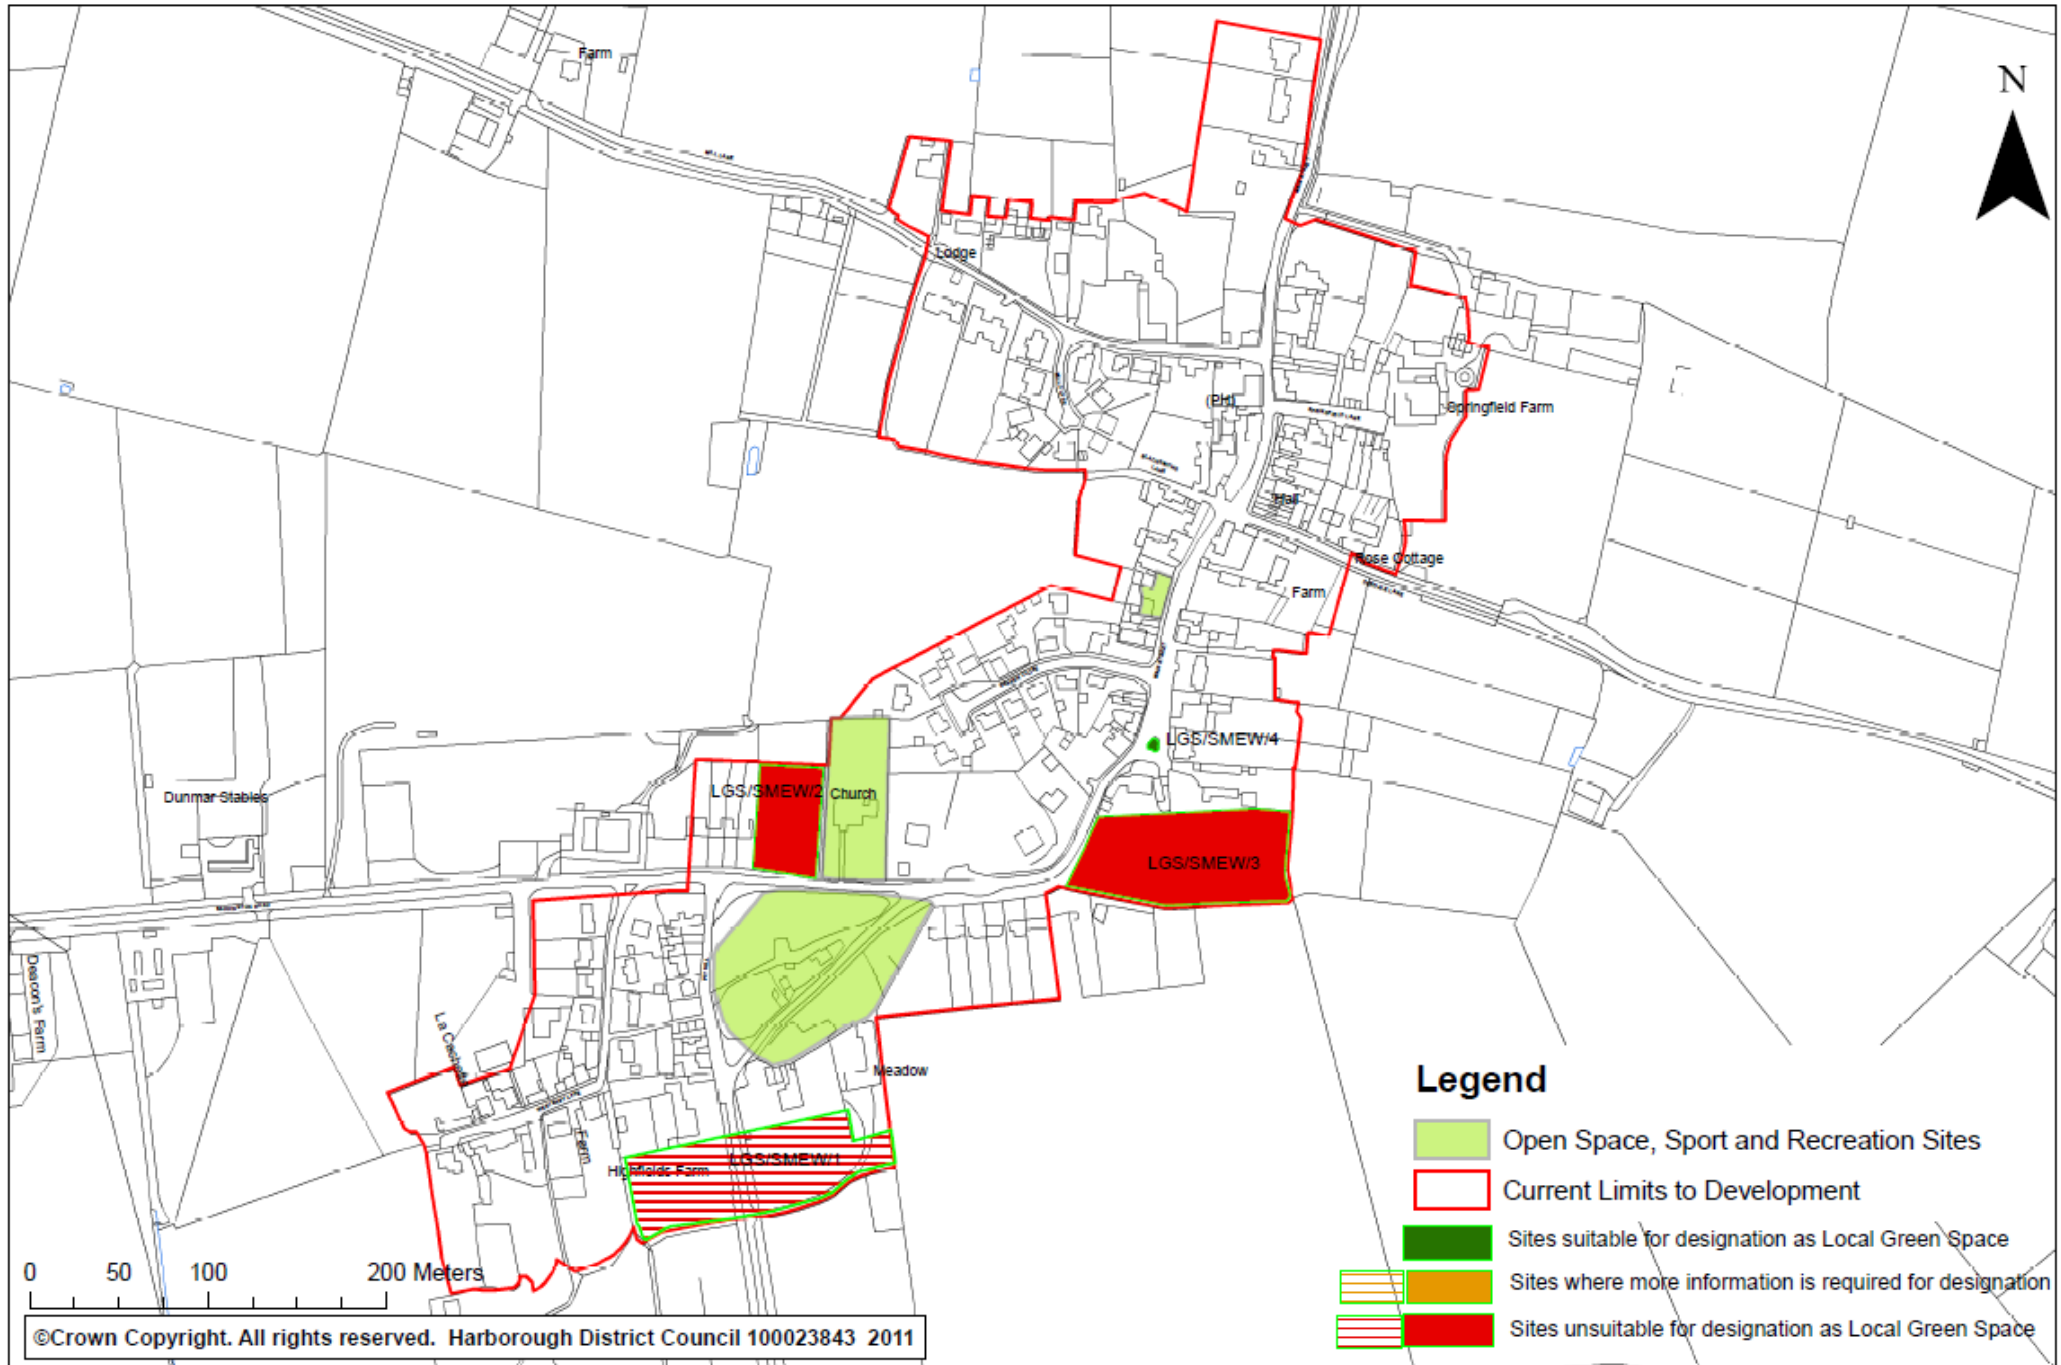 Farm
N
MILL LANE
Lodge
(PH)
Springfield Farm
Hall
Rose Cottage
Farm
LGS/SMEW/4
Dunmar Stables
LGS/SMEW/2
Church
LGS/SMEW/3
Deacon's Farm
Meadow
Farm
Highfields Farm
LGS/SMEW/1
Legend
Open Space, Sport and Recreation Sites
Current Limits to Development
Sites suitable for designation as Local Green Space
Sites where more information is required for designation
Sites unsuitable for designation as Local Green Space
0 50 100 200 Meters
©Crown Copyright. All rights reserved. Harborough District Council 100023843 2011